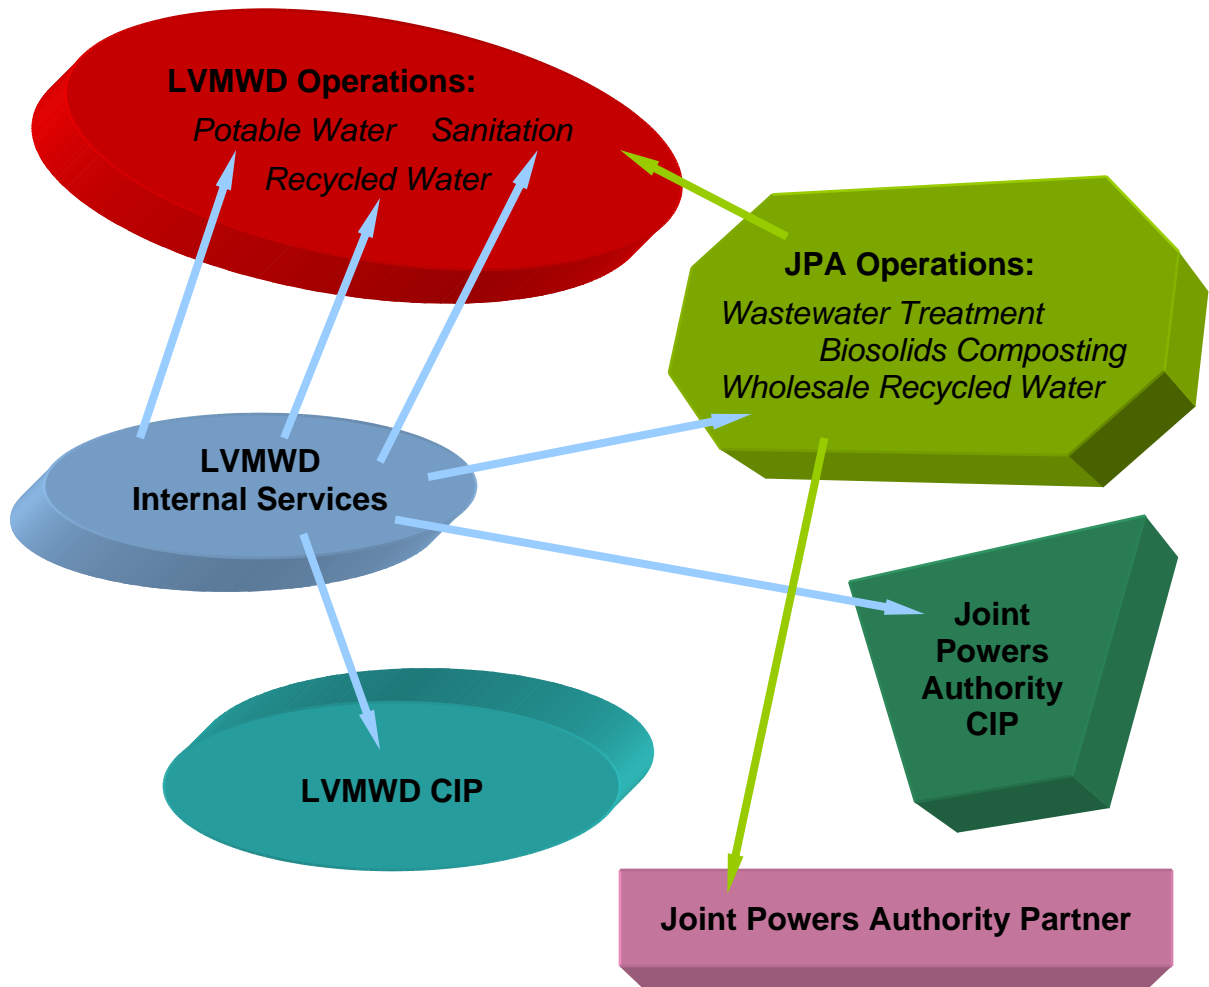 LVMWD Operations:
Potable Water Sanitation
Recycled Water
JPA Operations:
Wastewater Treatment
Biosolids Composting
Wholesale Recycled Water
LVMWD
Internal Services
Joint
Powers
Authority
CIP
LVMWD CIP
Joint Powers Authority Partner